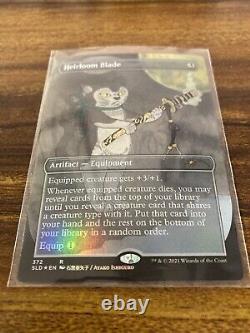 Heirloom Blade
Artifact — Equipment
Equipped creature gets +3/+1.
Whenever equipped creature dies, you may
reveal cards from the top of your library
until you reveal a creature card that shares
a creature type with it. Put that card into
your hand and the rest on the bottom of
your library in a random order.
Equip
372 R
SLD EN AYAKO ISHIGURO
™ & © 2021 Wizards of the Coast